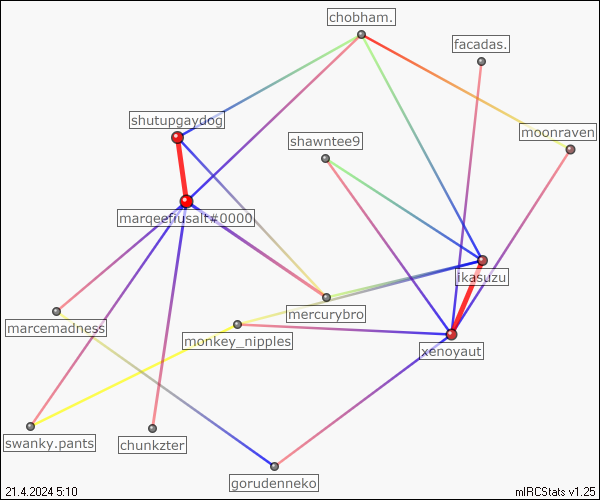 chobham.
facadas.
shutupgaydog
moonraven
shawntee9
marqeefiusalt#0000
ikasuzu
mercurybro
marcemadness
monkey_nipples
xenoyaut
swanky.pants
chunkzter
gorudenneko
21.4.2024 5:10
mIRCStats v1.25